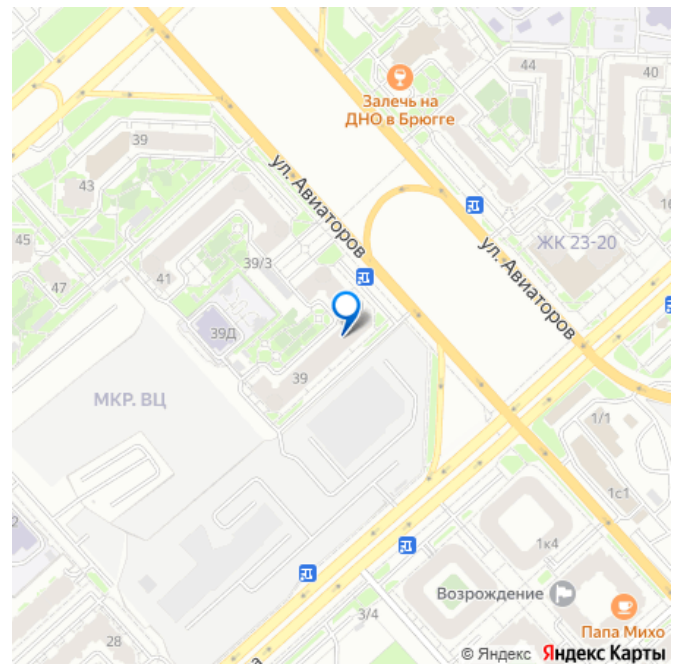 44
40
Залечь на
ДНО в Брюгге
39
ул. Авиаторов
43
ул. Авиаторов
ЖК 23-20
45
39/3
41
47
39Д
39
МКР. ВЦ
1/1
1с1
1к4
Возрождение
3/4
28
Папа Михо
© Яндекс Яндекс Карты